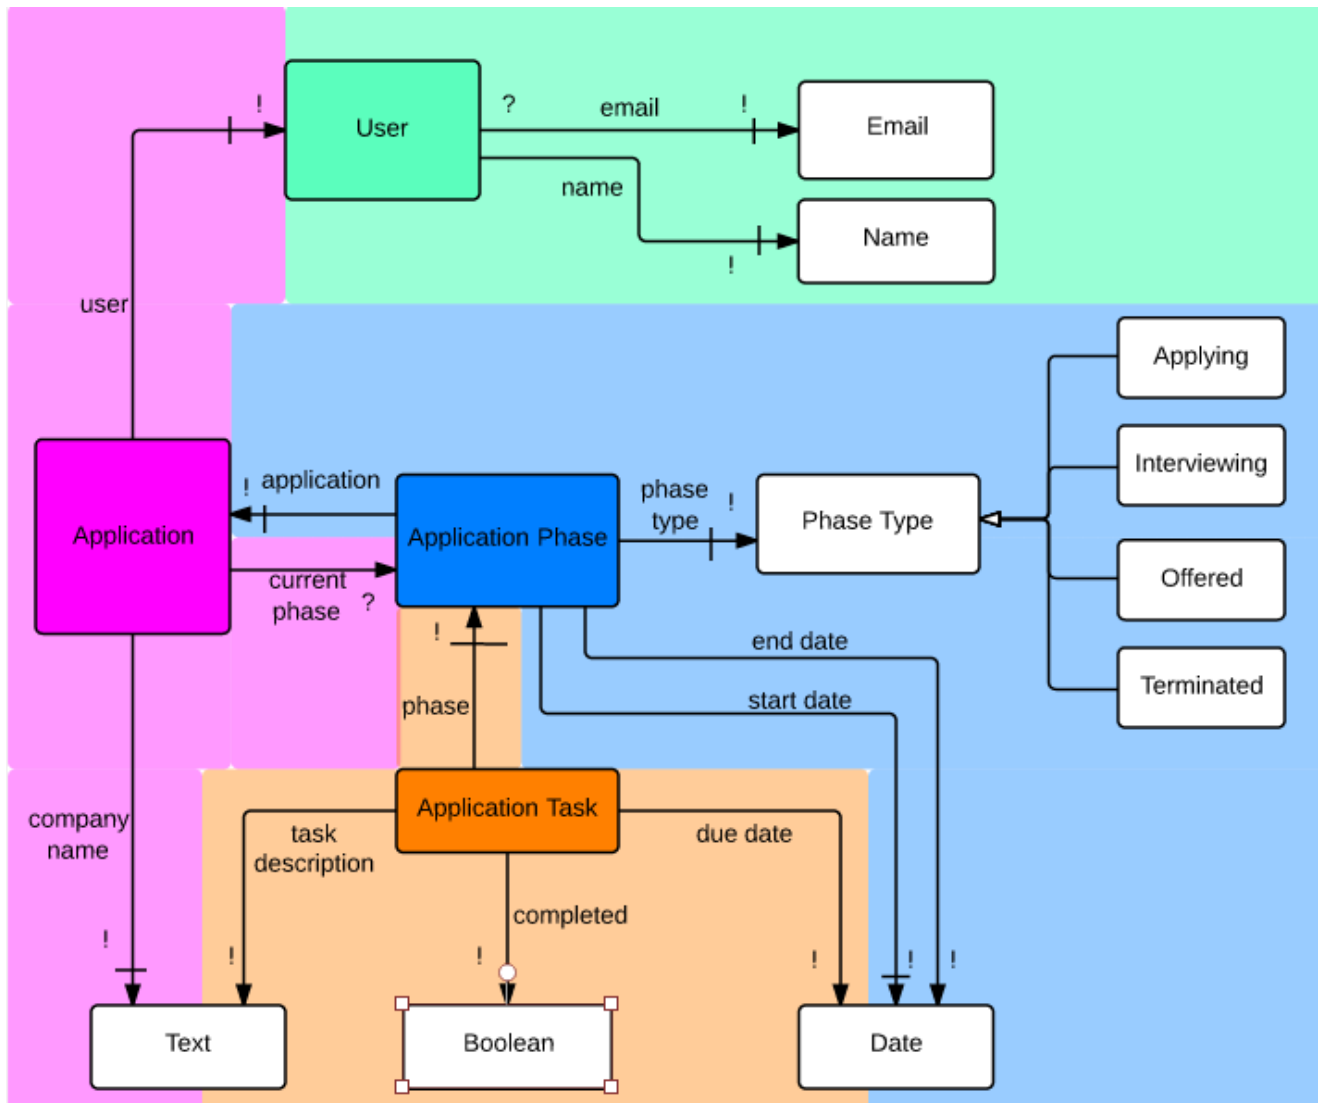 !
?
email
!
User
Email
name
Name
!
user
Applying
Interviewing
!
application
phase
type
!
Application
Application Phase
Phase Type
current
phase
?
Offered
!
end date
phase
start date
Terminated
Application Task
company
name
task
description
due date
completed
!
!
!
!
!
!
Text
Boolean
Date